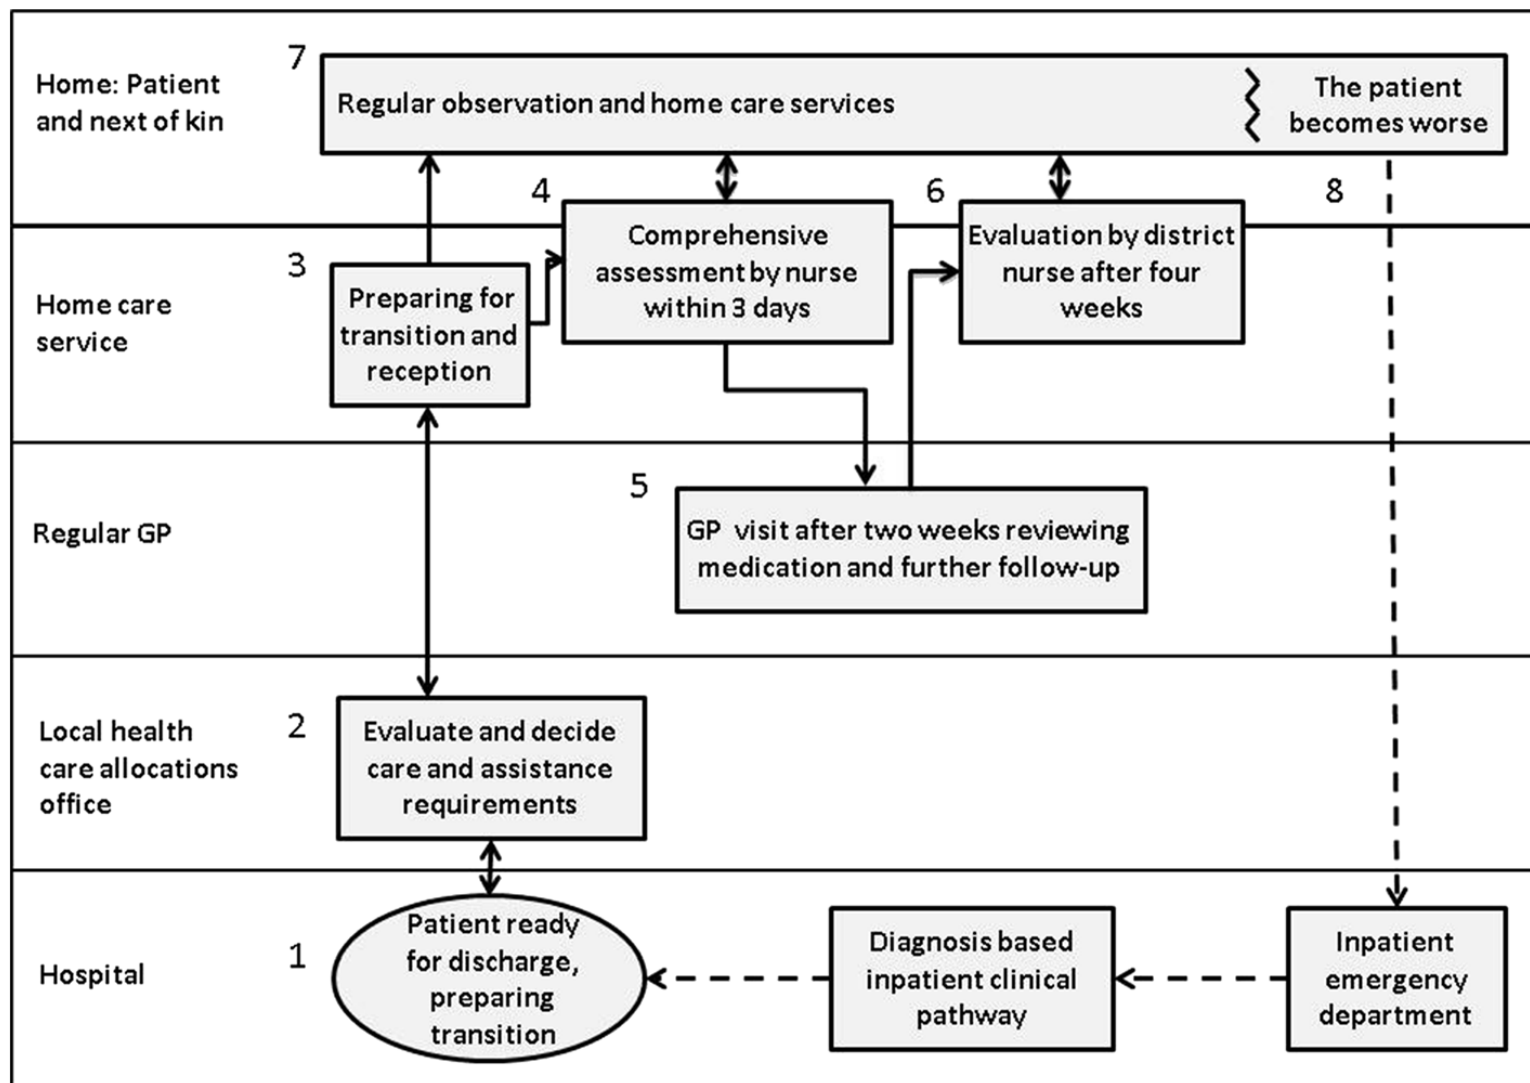 Home: Patient
and next of kin
7
Regular observation and home care services
The patient
becomes worse
Home care
service
3
Preparing for
transition and
reception
4
Comprehensive
assessment by nurse
within 3 days
6
Evaluation by district
nurse after four
weeks
8
Regular GP
5
GP visit after two weeks reviewing
medication and further follow-up
Local health
care allocations
office
2
Evaluate and decide
care and assistance
requirements
Hospital
1
Patient ready
for discharge,
preparing
transition
Diagnosis based
inpatient clinical
pathway
Inpatient
emergency
department